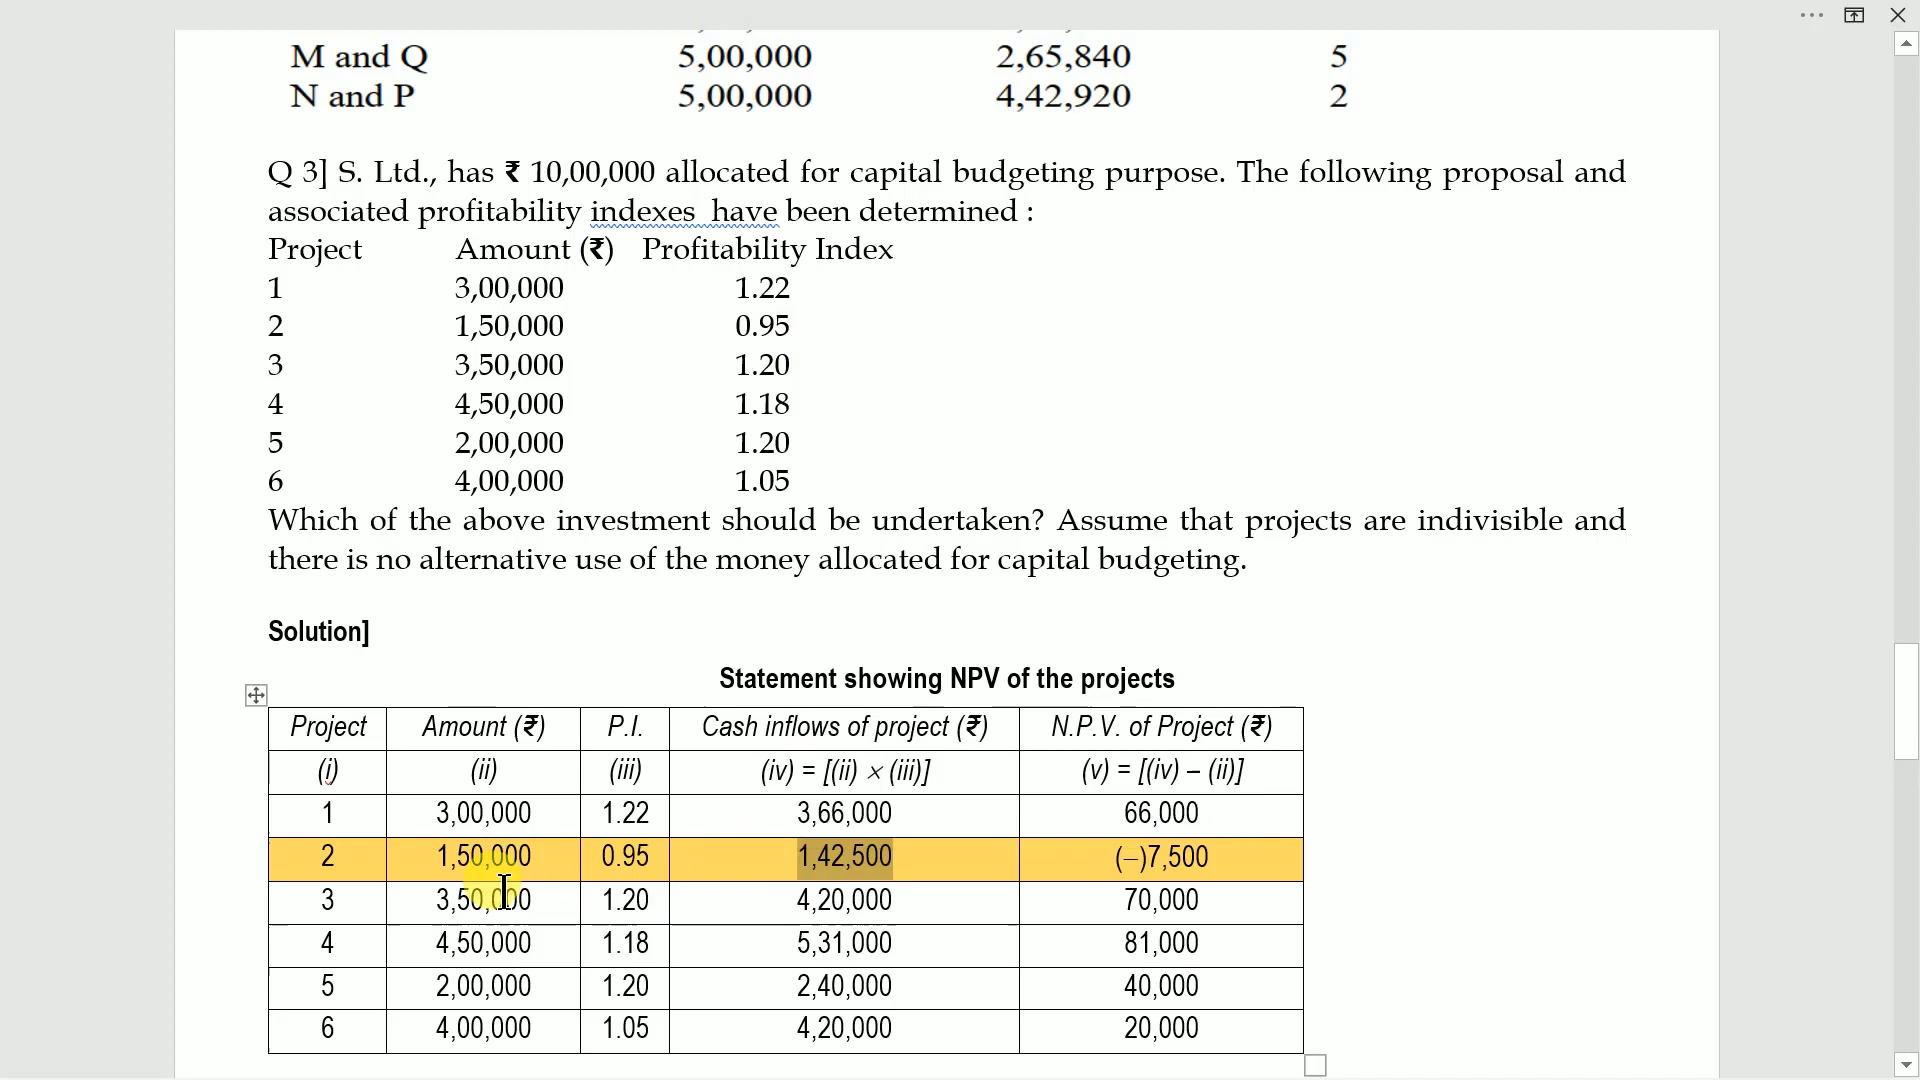 M and Q 5,00,000 2,65,840 5
N and P 5,00,000 4,42,920 2
Q 3] S. Ltd., has ₹ 10,00,000 allocated for capital budgeting purpose. The following proposal and
associated profitability indexes have been determined :
Project Amount (₹) Profitability Index
1 3,00,000 1.22
2 1,50,000 0.95
3 3,50,000 1.20
4 4,50,000 1.18
5 2,00,000 1.20
6 4,00,000 1.05
Which of the above investment should be undertaken? Assume that projects are indivisible and
there is no alternative use of the money allocated for capital budgeting.
Solution]
Statement showing NPV of the projects
Project Amount (₹) P.I. Cash inflows of project (₹) N.P.V. of Project (₹)
(i) (ii) (iii) (iv) = [(ii) × (iii)] (v) = [(iv) – (ii)]
1 3,00,000 1.22 3,66,000 66,000
2 1,50,000 0.95 1,42,500 (–)7,500
3 3,50,000 1.20 4,20,000 70,000
4 4,50,000 1.18 5,31,000 81,000
5 2,00,000 1.20 2,40,000 40,000
6 4,00,000 1.05 4,20,000 20,000